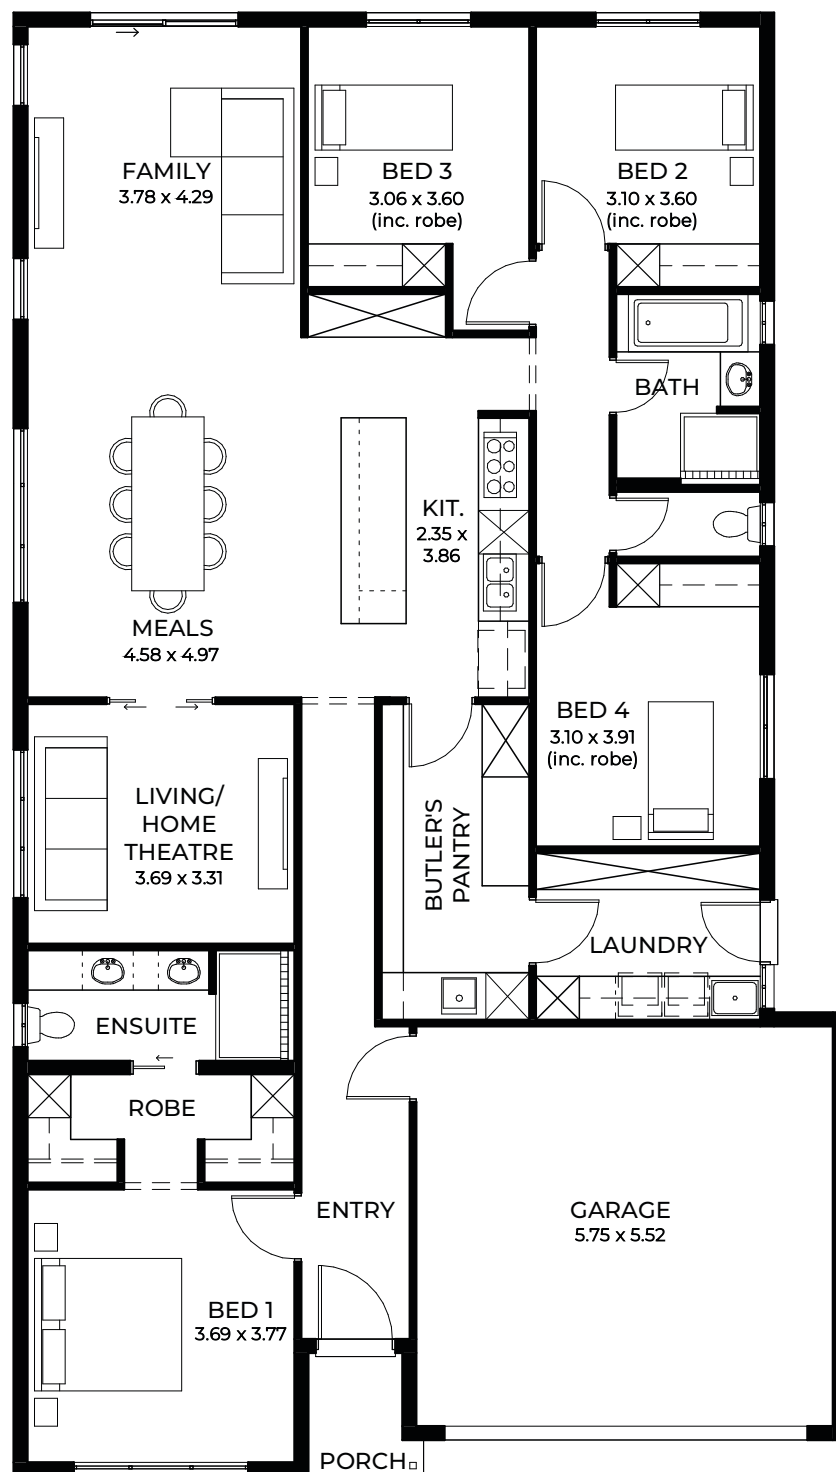 FAMILY
3.78 x 4.29
BED 3
3.06 x 3.60
(inc. robe)
BED 2
3.10 x 3.60
(inc. robe)
BATH
KIT.
2.35 x
3.86
MEALS
4.58 x 4.97
BED 4
3.10 x 3.91
(inc. robe)
LIVING/
HOME
THEATRE
3.69 x 3.31
BUTLER'S
PANTRY
LAUNDRY
ENSUITE
ROBE
ENTRY
GARAGE
5.75 x 5.52
BED 1
3.69 x 3.77
PORCH